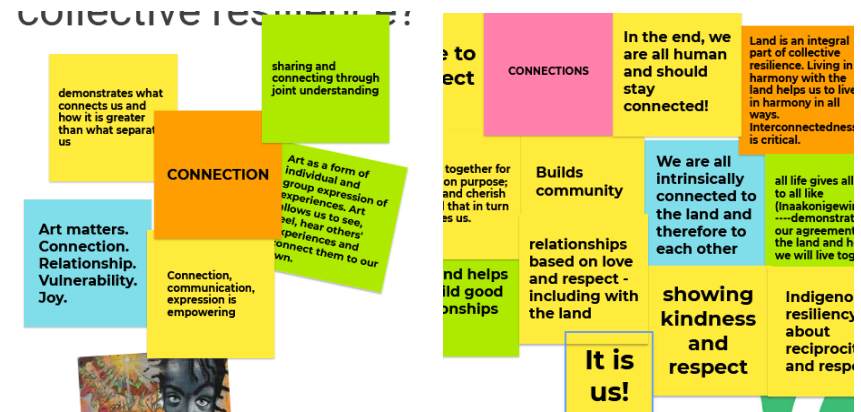 collective resilience?
sharing and
connecting through
joint understanding
demonstrates what
connects us and
how it is greater
than what separat
us
CONNECTION
Art as a form of
individual and
group expression of
experiences. Art
allows us to see,
feel, hear others'
experiences and
connect them to our
own.
Art matters.
Connection.
Relationship.
Vulnerability.
Joy.
Connection,
communication,
expression is
empowering
e to
ect
CONNECTIONS
In the end, we
are all human
and should
stay
connected!
Land is an integral
part of collective
resilience. Living in
harmony with the
land helps us to live
in harmony in all
ways.
Interconnectedness
is critical.
together for
on purpose;
and cherish
that in turn
es us.
Builds
community
We are all
intrinsically
connected to
the land and
therefore to
each other
all life gives all
to all like
(Inaakonigewin
----demonstrat
our agreement
the land and h
we will live tog
nd helps
ild good
onships
relationships
based on love
and respect -
including with
the land
showing
kindness
and
respect
Indigeno
resiliency
about
reciprocit
and respe
It is
us!